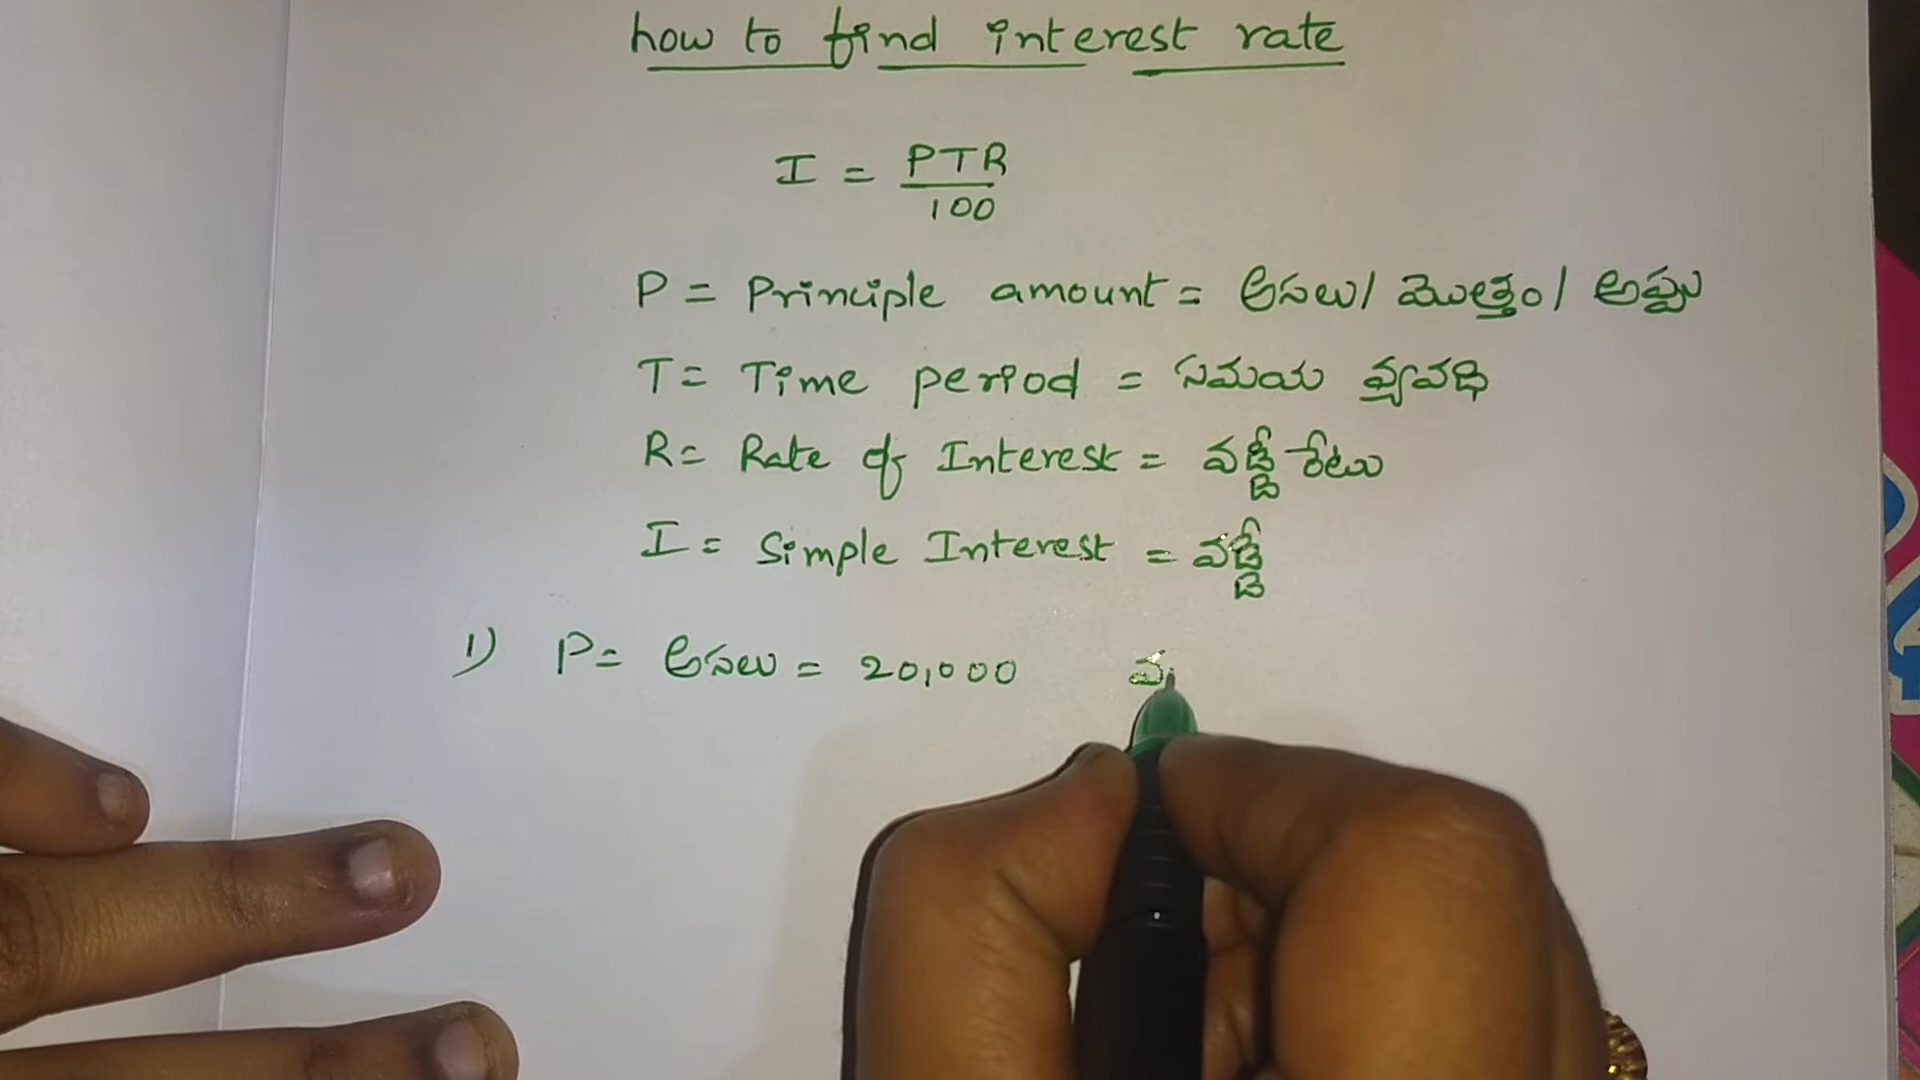 how to find interest rate
I = PTR
100
P = Principle amount = అసలు / మొత్తం / అప్పు
T = Time period = సమయ వ్యవధి
R = Rate of Interest = వడ్డీ రేటు
I = Simple Interest = వడ్డీ
1) P = అసలు = 20,000 వ